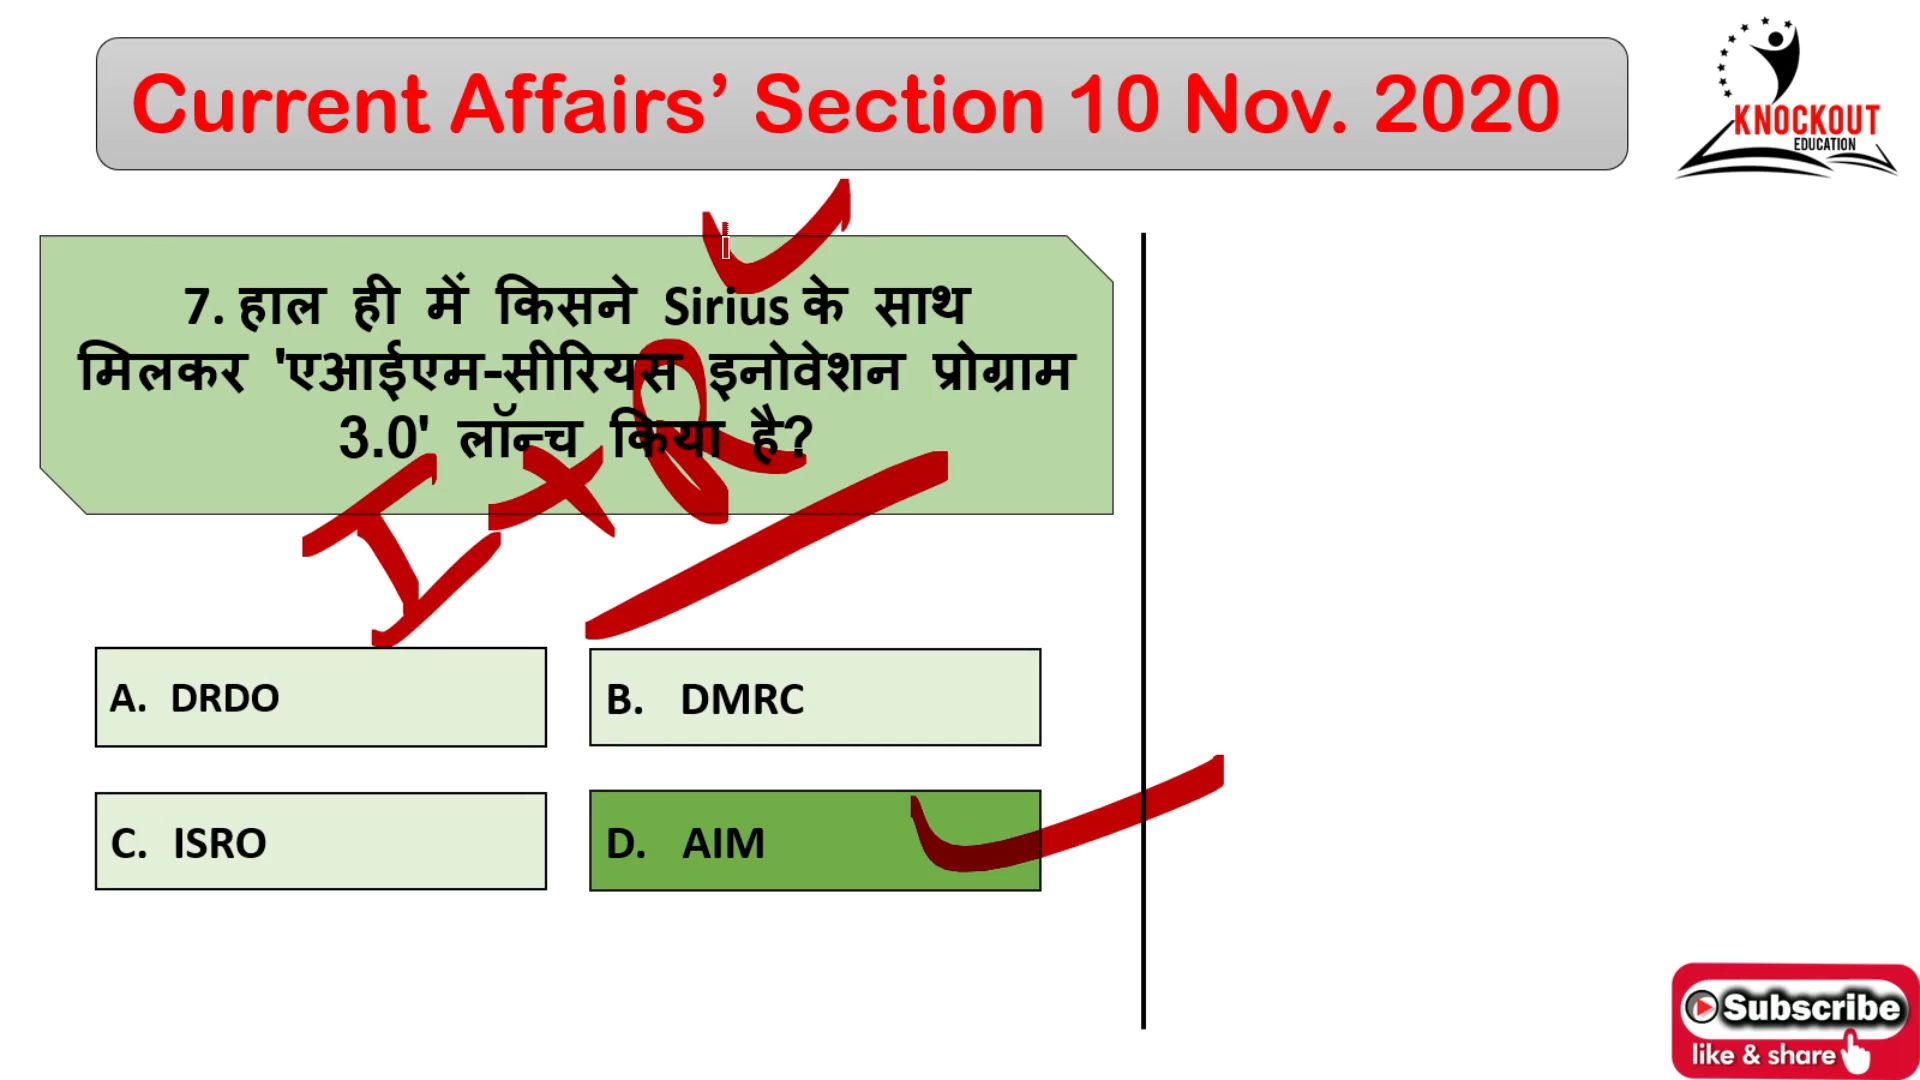 Current Affairs’ Section 10 Nov. 2020
KNOCKOUT
EDUCATION
7. हाल ही में किसने Sirius के साथ
मिलकर 'एआईएम-सीरियस इनोवेशन प्रोग्राम
3.0' लॉन्च किया है?
I+R
A. DRDO
B. DMRC
C. ISRO
D. AIM
Subscribe
like & share